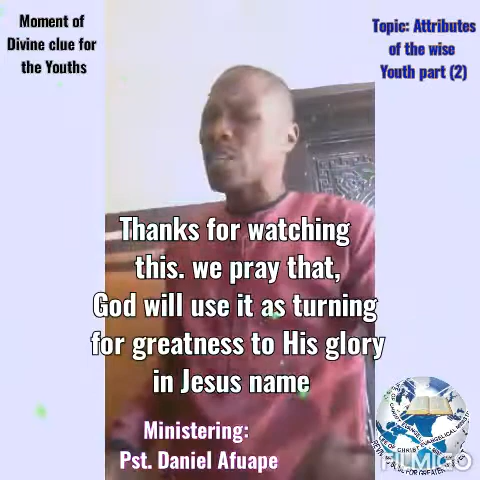 Moment of
Divine clue for
the Youths
Topic: Attributes
of the wise
Youth part (2)
Thanks for watching
this. we pray that,
God will use it as turning
for greatness to His glory
in Jesus name
Ministering:
Pst. Daniel Afuape
FILMIGO